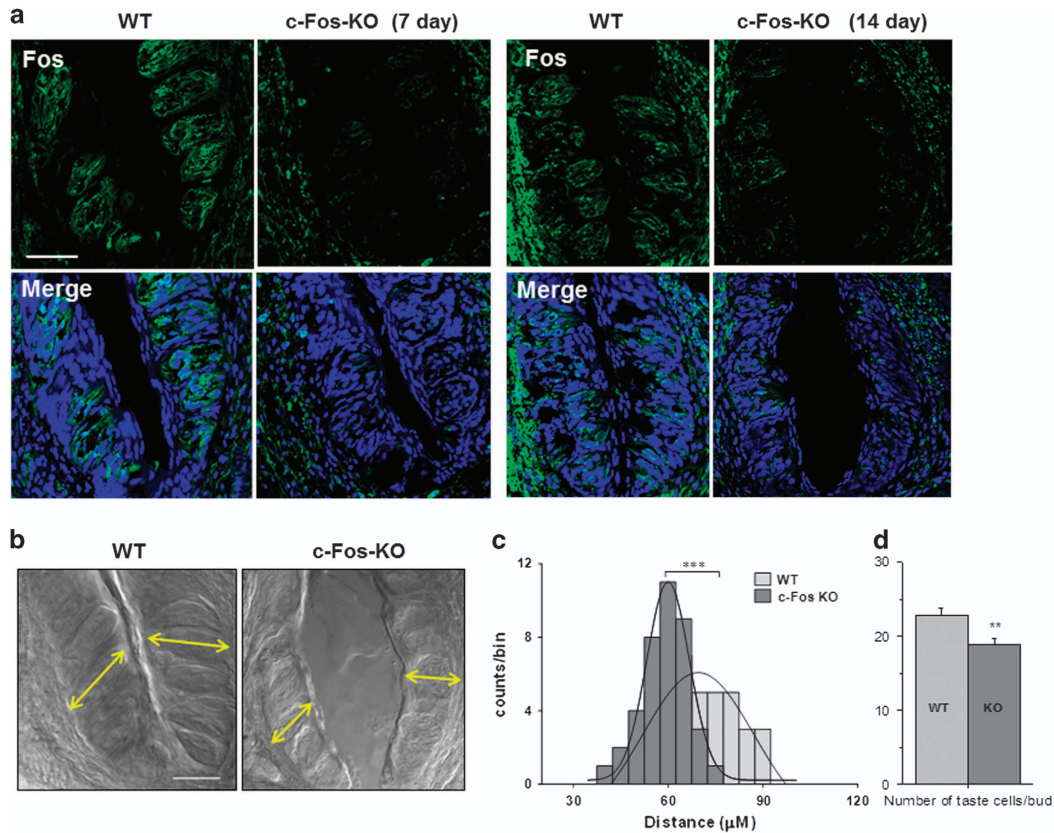 a
WT
c-Fos-KO (7 day)
WT
c-Fos-KO (14 day)
Fos
Fos
Merge
Merge
b
WT
c-Fos-KO
c
12
8
4
0
counts/bin
30
60
90
120
Distance (μM)
***
WT
c-Fos KO
d
30
20
10
0
**
WT
KO
Number of taste cells/bud